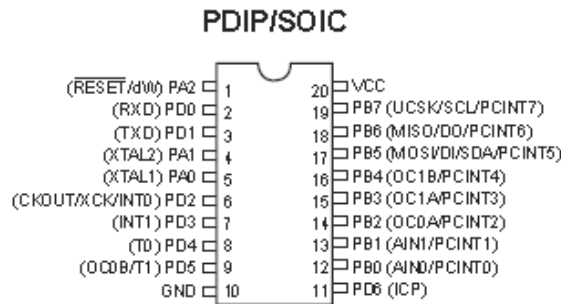 PDIP/SOIC
(RESET/dW) PA2 1 20 VCC
(RXD) PD0 2 19 PB7 (UCSK/SCL/PCINT7)
(TXD) PD1 3 18 PB6 (MISO/DO/PCINT6)
(XTAL2) PA1 4 17 PB5 (MOSI/DI/SDA/PCINT5)
(XTAL1) PA0 5 16 PB4 (OC1B/PCINT4)
(CKOUT/XCK/INT0) PD2 6 15 PB3 (OC1A/PCINT3)
(INT1) PD3 7 14 PB2 (OC0A/PCINT2)
(T0) PD4 8 13 PB1 (AIN1/PCINT1)
(OC0B/T1) PD5 9 12 PB0 (AIN0/PCINT0)
GND 10 11 PD6 (ICP)